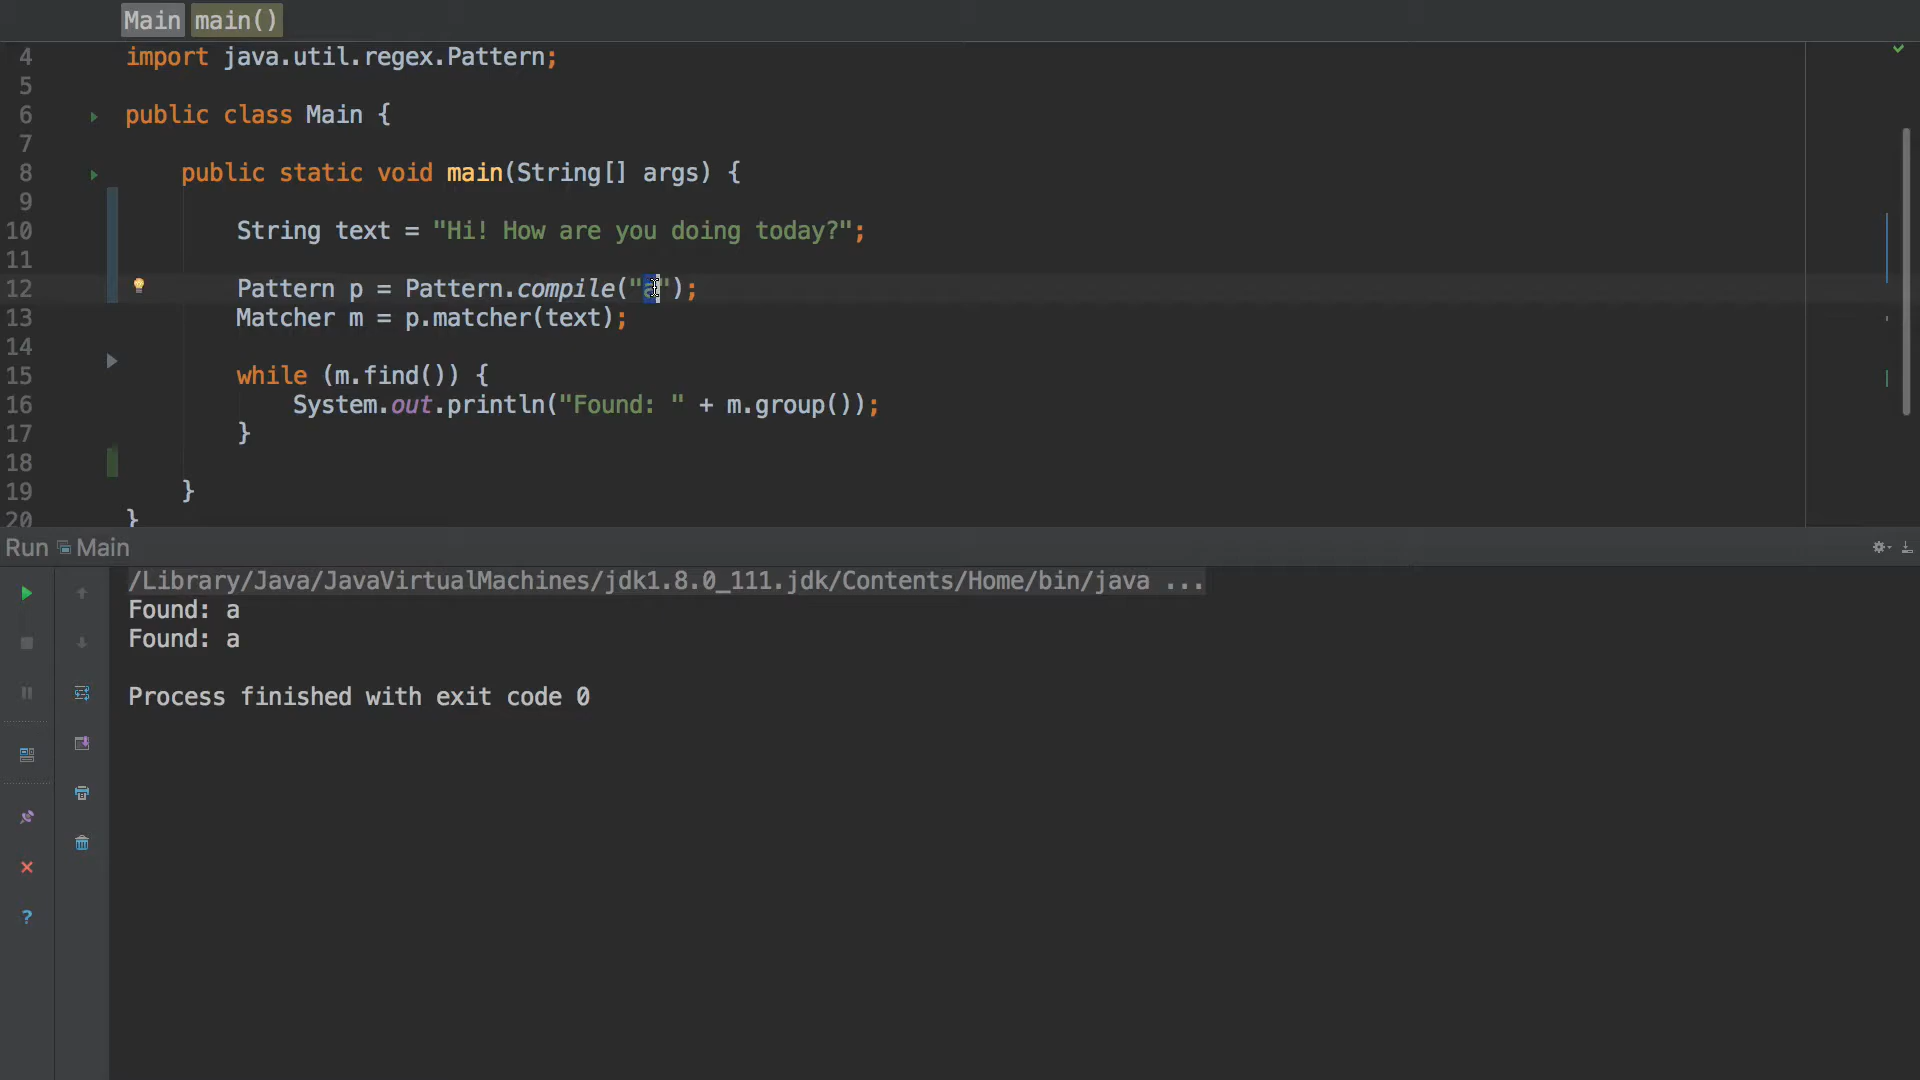 Main main()
4 import java.util.regex.Pattern;
5
6 public class Main {
7
8 public static void main(String[] args) {
9
10 String text = "Hi! How are you doing today?";
11
12 Pattern p = Pattern.compile("a");
13 Matcher m = p.matcher(text);
14
15 while (m.find()) {
16 System.out.println("Found: " + m.group());
17 }
18
19 }
20 }
Run Main
/Library/Java/JavaVirtualMachines/jdk1.8.0_111.jdk/Contents/Home/bin/java ...
Found: a
Found: a
Process finished with exit code 0
?